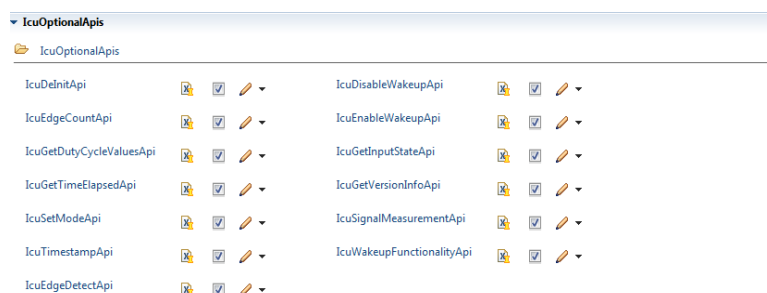 IcuOptionalApis
IcuOptionalApis
IcuDeInitApi IcuDisableWakeupApi
IcuEdgeCountApi IcuEnableWakeupApi
IcuGetDutyCycleValuesApi IcuGetInputStateApi
IcuGetTimeElapsedApi IcuGetVersionInfoApi
IcuSetModeApi IcuSignalMeasurementApi
IcuTimestampApi IcuWakeupFunctionalityApi
IcuEdgeDetectApi